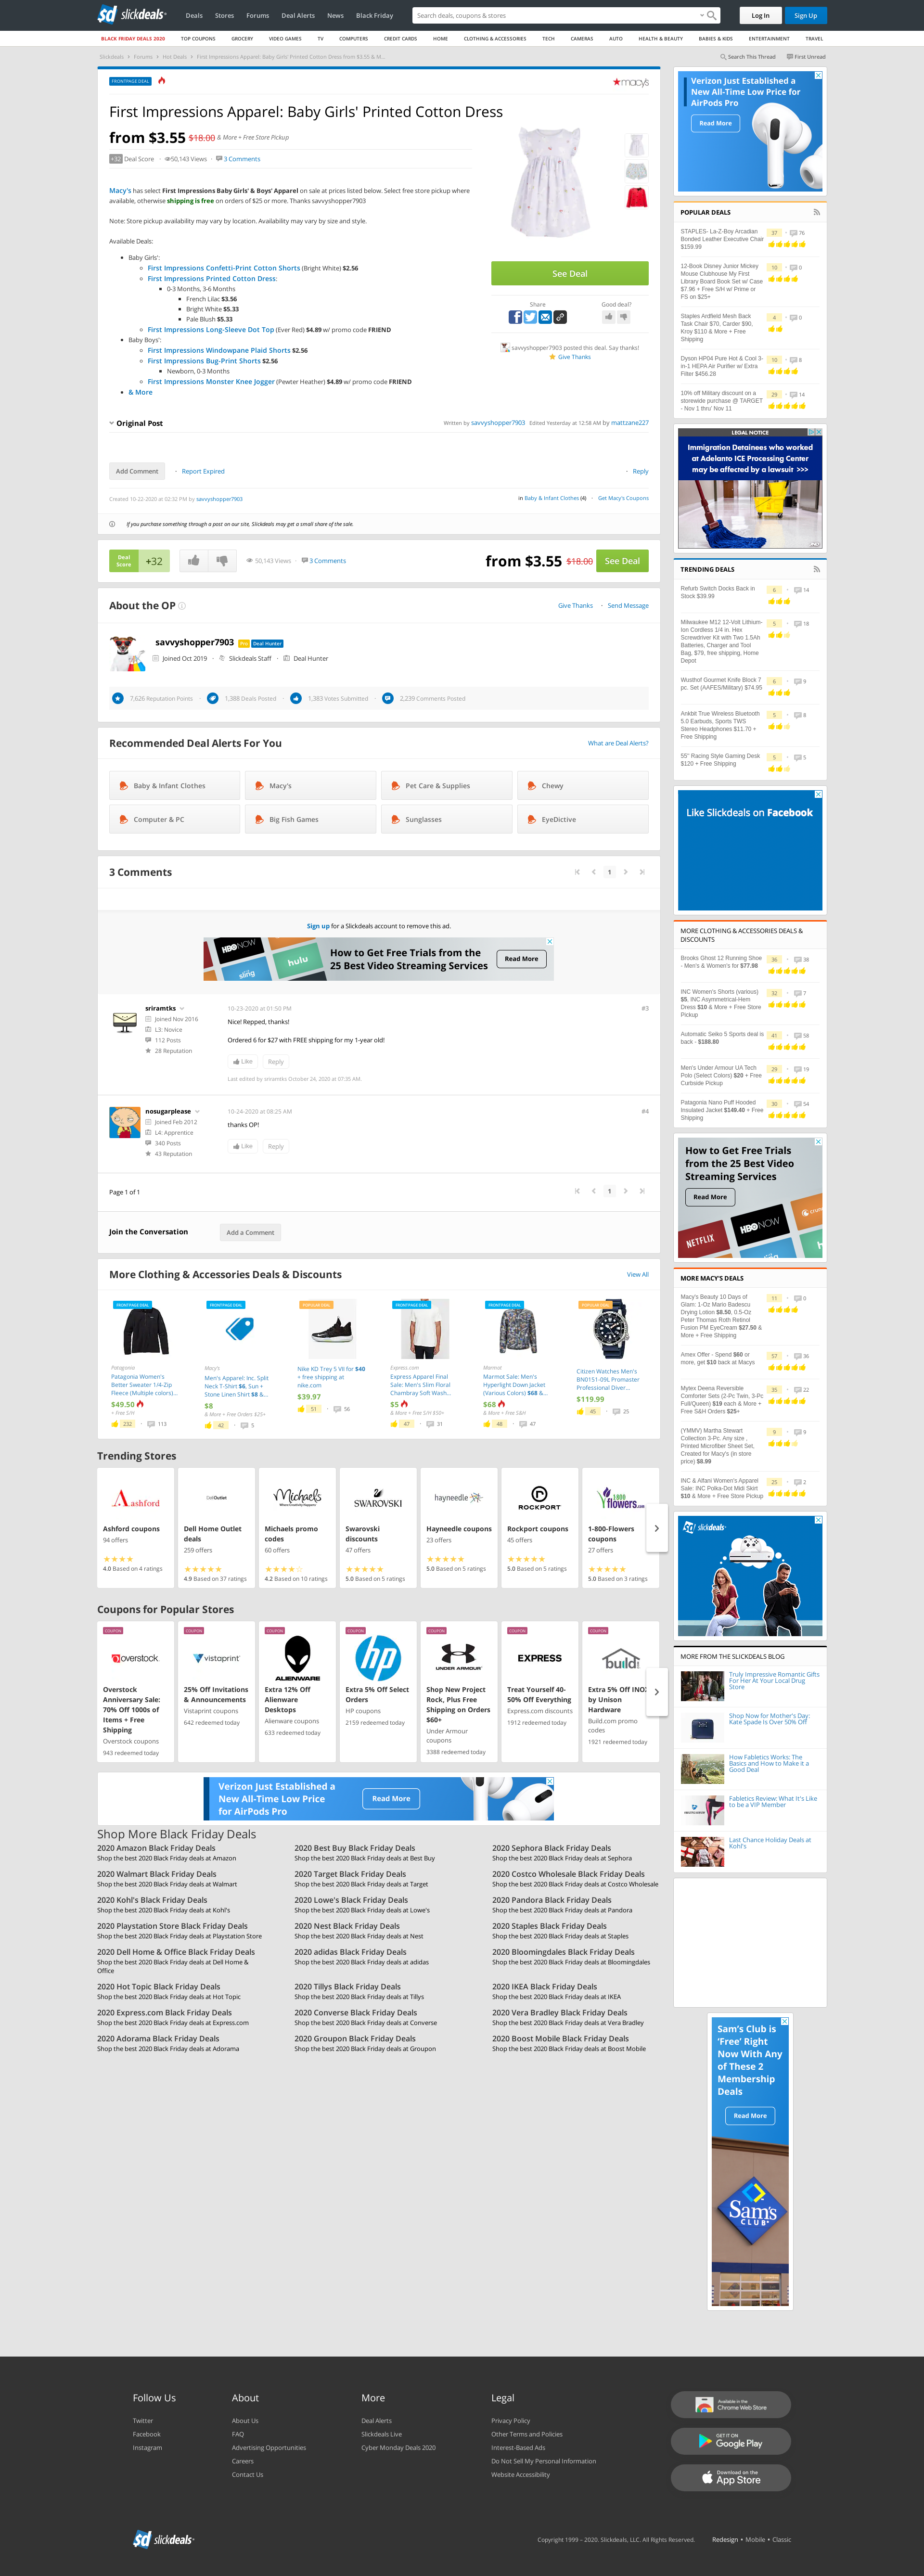 sd slickdeals
Deals Stores Forums Deal Alerts News Black Friday
Search deals, coupons & stores
Log In Sign Up
BLACK FRIDAY DEALS 2020 TOP COUPONS GROCERY VIDEO GAMES TV COMPUTERS CREDIT CARDS HOME CLOTHING & ACCESSORIES TECH CAMERAS AUTO HEALTH & BEAUTY BABIES & KIDS ENTERTAINMENT TRAVEL
Slickdeals > Forums > Hot Deals > First Impressions Apparel: Baby Girls' Printed Cotton Dress from $3.55 & M...
Search This Thread First Unread
FRONTPAGE DEAL
macys
First Impressions Apparel: Baby Girls' Printed Cotton Dress
from $3.55 $18.00 & More + Free Store Pickup
+32 Deal Score 50,143 Views 3 Comments
Macy's has select First Impressions Baby Girls' & Boys' Apparel on sale at prices listed below. Select free store pickup where
available, otherwise shipping is free on orders of $25 or more. Thanks savvyshopper7903
Note: Store pickup availability may vary by location. Availability may vary by size and style.
Available Deals:
Baby Girls':
First Impressions Confetti-Print Cotton Shorts (Bright White) $2.56
First Impressions Printed Cotton Dress:
0-3 Months, 3-6 Months
French Lilac $3.56
Bright White $5.33
Pale Blush $5.33
First Impressions Long-Sleeve Dot Top (Ever Red) $4.89 w/ promo code FRIEND
Baby Boys':
First Impressions Windowpane Plaid Shorts $2.56
First Impressions Bug-Print Shorts $2.56
Newborn, 0-3 Months
First Impressions Monster Knee Jogger (Pewter Heather) $4.89 w/ promo code FRIEND
& More
See Deal
Share Good deal?
savvyshopper7903 posted this deal. Say thanks!
Give Thanks
Original Post
Written by savvyshopper7903 Edited Yesterday at 12:58 AM by mattzane227
Add Comment Report Expired Reply
Created 10-22-2020 at 02:32 PM by savvyshopper7903
in Baby & Infant Clothes (4) Get Macy's Coupons
If you purchase something through a post on our site, Slickdeals may get a small share of the sale.
Deal Score +32
50,143 Views 3 Comments
from $3.55 $18.00 See Deal
About the OP
Give Thanks Send Message
savvyshopper7903 Pro Deal Hunter
Joined Oct 2019 Slickdeals Staff Deal Hunter
7,626 Reputation Points 1,388 Deals Posted 1,383 Votes Submitted 2,239 Comments Posted
Recommended Deal Alerts For You
What are Deal Alerts?
Baby & Infant Clothes Macy's Pet Care & Supplies Chewy
Computer & PC Big Fish Games Sunglasses EyeDictive
3 Comments
1
Sign up for a Slickdeals account to remove this ad.
HBO NOW sling hulu
How to Get Free Trials from the
25 Best Video Streaming Services
Read More
sriramtks
Joined Nov 2016
L3: Novice
112 Posts
28 Reputation
10-23-2020 at 01:50 PM #3
Nice! Repped, thanks!
Ordered 6 for $27 with FREE shipping for my 1-year old!
Like Reply
Last edited by sriramtks October 24, 2020 at 07:35 AM.
nosugarplease
Joined Feb 2012
L4: Apprentice
340 Posts
43 Reputation
10-24-2020 at 08:25 AM #4
thanks OP!
Like Reply
Page 1 of 1
1
Join the Conversation Add a Comment
More Clothing & Accessories Deals & Discounts
View All
FRONTPAGE DEAL
Patagonia
Patagonia Women's
Better Sweater 1/4-Zip
Fleece (Multiple colors)...
$49.50
+ Free S/H
232 113
FRONTPAGE DEAL
Macy's
Men's Apparel: Inc. Split
Neck T-Shirt $6, Sun +
Stone Linen Shirt $8 &...
$8
& More + Free Orders $25+
42 5
POPULAR DEAL
Nike KD Trey 5 VII for $40
+ free shipping at
nike.com
$39.97
51 56
FRONTPAGE DEAL
Express.com
Express Apparel Final
Sale: Men's Slim Floral
Chambray Soft Wash...
$5
& More + Free S/H $50+
47 31
FRONTPAGE DEAL
Marmot
Marmot Sale: Men's
Hyperlight Down Jacket
(Various Colors) $68 &...
$68
& More + Free S&H
48 47
POPULAR DEAL
Citizen Watches Men's
BN0151-09L Promaster
Professional Diver...
$119.99
45 25
Trending Stores
Ashford
Ashford coupons
94 offers
4.0 Based on 4 ratings
Dell Outlet
Dell Home Outlet
deals
259 offers
4.9 Based on 37 ratings
Michaels
Michaels promo
codes
60 offers
4.2 Based on 10 ratings
SWAROVSKI
Swarovski
discounts
47 offers
5.0 Based on 5 ratings
hayneedle
Hayneedle coupons
23 offers
5.0 Based on 5 ratings
ROCKPORT
Rockport coupons
45 offers
5.0 Based on 5 ratings
1-800 flowers.com
1-800-Flowers
coupons
27 offers
5.0 Based on 3 ratings
Coupons for Popular Stores
COUPON
overstock
Overstock
Anniversary Sale:
70% Off 1000s of
Items + Free
Shipping
Overstock coupons
943 redeemed today
COUPON
vistaprint
25% Off Invitations
& Announcements
Vistaprint coupons
642 redeemed today
COUPON
ALIENWARE
Extra 12% Off
Alienware
Desktops
Alienware coupons
633 redeemed today
COUPON
hp
Extra 5% Off Select
Orders
HP coupons
2159 redeemed today
COUPON
UNDER ARMOUR
Shop New Project
Rock, Plus Free
Shipping on Orders
$60+
Under Armour
coupons
3388 redeemed today
COUPON
EXPRESS
Treat Yourself 40-
50% Off Everything
Express.com discounts
1912 redeemed today
COUPON
build.com
Extra 5% Off INOX
by Unison
Hardware
Build.com promo
codes
1921 redeemed today
Verizon Just Established a
New All-Time Low Price
for AirPods Pro
Read More
Shop More Black Friday Deals
2020 Amazon Black Friday Deals
Shop the best 2020 Black Friday deals at Amazon
2020 Best Buy Black Friday Deals
Shop the best 2020 Black Friday deals at Best Buy
2020 Sephora Black Friday Deals
Shop the best 2020 Black Friday deals at Sephora
2020 Walmart Black Friday Deals
Shop the best 2020 Black Friday deals at Walmart
2020 Target Black Friday Deals
Shop the best 2020 Black Friday deals at Target
2020 Costco Wholesale Black Friday Deals
Shop the best 2020 Black Friday deals at Costco Wholesale
2020 Kohl's Black Friday Deals
Shop the best 2020 Black Friday deals at Kohl's
2020 Lowe's Black Friday Deals
Shop the best 2020 Black Friday deals at Lowe's
2020 Pandora Black Friday Deals
Shop the best 2020 Black Friday deals at Pandora
2020 Playstation Store Black Friday Deals
Shop the best 2020 Black Friday deals at Playstation Store
2020 Nest Black Friday Deals
Shop the best 2020 Black Friday deals at Nest
2020 Staples Black Friday Deals
Shop the best 2020 Black Friday deals at Staples
2020 Dell Home & Office Black Friday Deals
Shop the best 2020 Black Friday deals at Dell Home &
Office
2020 adidas Black Friday Deals
Shop the best 2020 Black Friday deals at adidas
2020 Bloomingdales Black Friday Deals
Shop the best 2020 Black Friday deals at Bloomingdales
2020 Hot Topic Black Friday Deals
Shop the best 2020 Black Friday deals at Hot Topic
2020 Tillys Black Friday Deals
Shop the best 2020 Black Friday deals at Tillys
2020 IKEA Black Friday Deals
Shop the best 2020 Black Friday deals at IKEA
2020 Express.com Black Friday Deals
Shop the best 2020 Black Friday deals at Express.com
2020 Converse Black Friday Deals
Shop the best 2020 Black Friday deals at Converse
2020 Vera Bradley Black Friday Deals
Shop the best 2020 Black Friday deals at Vera Bradley
2020 Adorama Black Friday Deals
Shop the best 2020 Black Friday deals at Adorama
2020 Groupon Black Friday Deals
Shop the best 2020 Black Friday deals at Groupon
2020 Boost Mobile Black Friday Deals
Shop the best 2020 Black Friday deals at Boost Mobile
Verizon Just Established a
New All-Time Low Price for
AirPods Pro
Read More
POPULAR DEALS
STAPLES- La-Z-Boy Arcadian
Bonded Leather Executive Chair
$159.99
37 76
12-Book Disney Junior Mickey
Mouse Clubhouse My First
Library Board Book Set w/ Case
$7.96 + Free S/H w/ Prime or
FS on $25+
10 0
Staples Ardfield Mesh Back
Task Chair $70, Carder $90,
Kroy $110 & More + Free
Shipping
4 0
Dyson HP04 Pure Hot & Cool 3-
in-1 HEPA Air Purifier w/ Extra
Filter $456.28
10 8
10% off Military discount on a
storewide purchase @ TARGET
- Nov 1 thru' Nov 11
29 14
LEGAL NOTICE
Immigration Detainees who worked
at Adelanto ICE Processing Center
may be affected by a lawsuit >>>
TRENDING DEALS
Refurb Switch Docks Back in
Stock $39.99
6 14
Milwaukee M12 12-Volt Lithium-
Ion Cordless 1/4 in. Hex
Screwdriver Kit with Two 1.5Ah
Batteries, Charger and Tool
Bag, $79, free shipping, Home
Depot
5 18
Wusthof Gourmet Knife Block 7
pc. Set (AAFES/Military) $74.95
6 9
Ankbit True Wireless Bluetooth
5.0 Earbuds, Sports TWS
Stereo Headphones $11.70 +
Free Shipping
5 8
55" Racing Style Gaming Desk
$120 + Free Shipping
5 5
Like Slickdeals on Facebook
MORE CLOTHING & ACCESSORIES DEALS &
DISCOUNTS
Brooks Ghost 12 Running Shoe
- Men's & Women's for $77.98
36 38
INC Women's Shorts (various)
$5, INC Asymmetrical-Hem
Dress $10 & More + Free Store
Pickup
32 7
Automatic Seiko 5 Sports deal is
back - $188.80
41 58
Men's Under Armour UA Tech
Polo (Select Colors) $20 + Free
Curbside Pickup
29 19
Patagonia Nano Puff Hooded
Insulated Jacket $149.40 + Free
Shipping
30 54
How to Get Free Trials
from the 25 Best Video
Streaming Services
Read More
NETFLIX HBO NOW sling hulu
MORE MACY'S DEALS
Macy's Beauty 10 Days of
Glam: 1-Oz Mario Badescu
Drying Lotion $8.50, 0.5-Oz
Peter Thomas Roth Retinol
Fusion PM EyeCream $27.50 &
More + Free Shipping
11 0
Amex Offer - Spend $60 or
more, get $10 back at Macys
57 36
Mytex Deena Reversible
Comforter Sets (2-Pc Twin, 3-Pc
Full/Queen) $19 each & More +
Free S&H Orders $25+
35 22
(YMMV) Martha Stewart
Collection 3-Pc. Any size ,
Printed Microfiber Sheet Set,
Created for Macy's (in store
price) $8.99
9 9
INC & Alfani Women's Apparel
Sale: INC Polka-Dot Midi Skirt
$10 & More + Free Store Pickup
25 2
sd slickdeals
MORE FROM THE SLICKDEALS BLOG
Truly Impressive Romantic Gifts
For Her At Your Local Drug
Store
Shop Now for Mother's Day:
Kate Spade Is Over 50% Off
How Fabletics Works: The
Basics and How to Make it a
Good Deal
Fabletics Review: What It's Like
to be a VIP Member
Last Chance Holiday Deals at
Kohl's
Sam's Club is
'Free' Right
Now With Any
of These 2
Membership
Deals
Read More
Sam's CLUB
Follow Us
Twitter
Facebook
Instagram
About
About Us
FAQ
Advertising Opportunities
Careers
Contact Us
More
Deal Alerts
Slickdeals Live
Cyber Monday Deals 2020
Legal
Privacy Policy
Other Terms and Policies
Interest-Based Ads
Do Not Sell My Personal Information
Website Accessibility
Available in the
Chrome Web Store
GET IT ON
Google Play
Download on the
App Store
sd slickdeals
Copyright 1999 – 2020. Slickdeals, LLC. All Rights Reserved. Redesign • Mobile • Classic